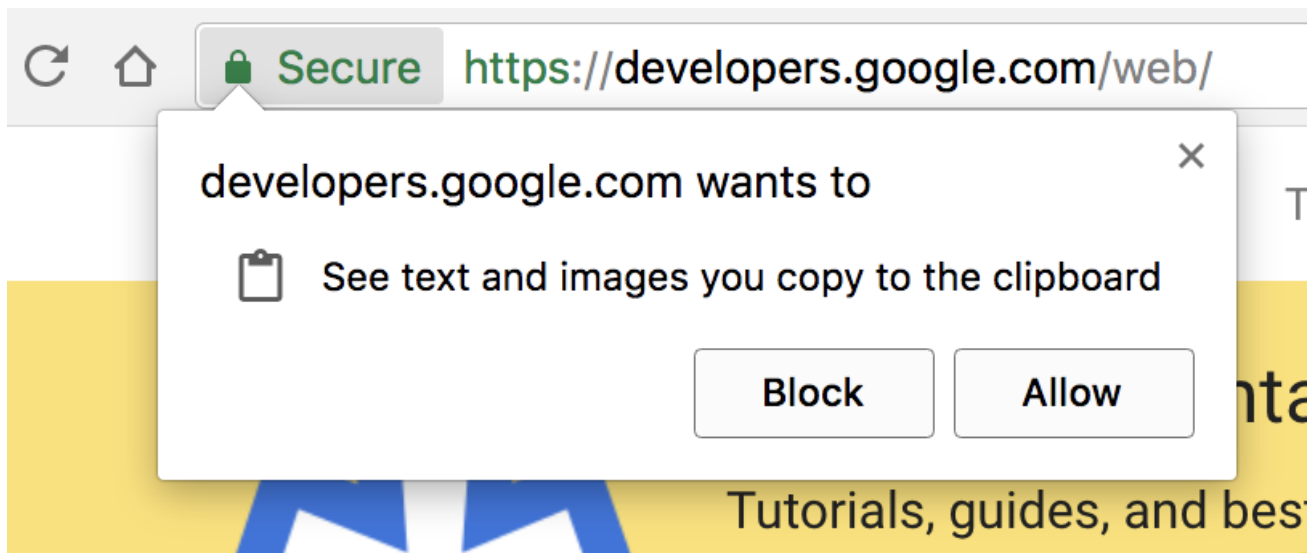 Secure https://developers.google.com/web/
developers.google.com wants to
See text and images you copy to the clipboard
Block Allow
Tutorials, guides, and bes